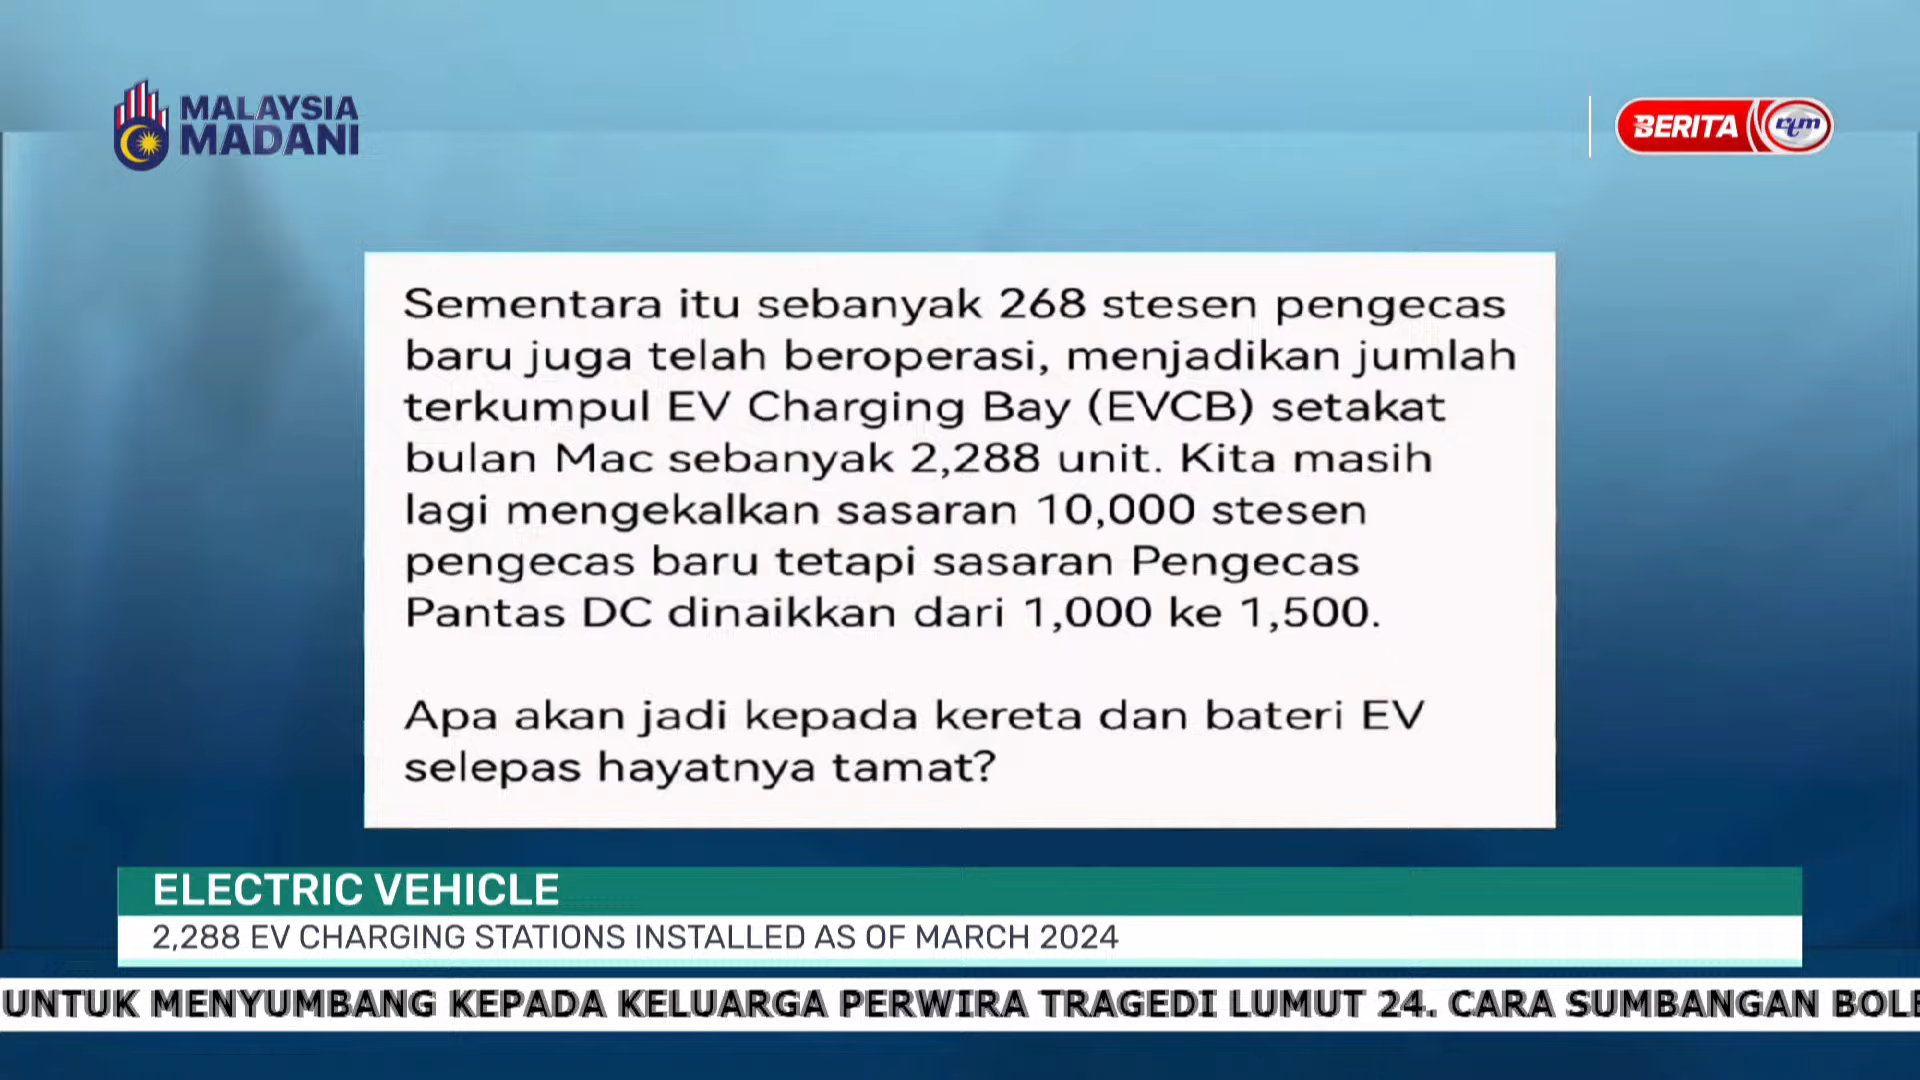 MALAYSIA
MADANI
BERITA rtm
Sementara itu sebanyak 268 stesen pengecas
baru juga telah beroperasi, menjadikan jumlah
terkumpul EV Charging Bay (EVCB) setakat
bulan Mac sebanyak 2,288 unit. Kita masih
lagi mengekalkan sasaran 10,000 stesen
pengecas baru tetapi sasaran Pengecas
Pantas DC dinaikkan dari 1,000 ke 1,500.
Apa akan jadi kepada kereta dan bateri EV
selepas hayatnya tamat?
ELECTRIC VEHICLE
2,288 EV CHARGING STATIONS INSTALLED AS OF MARCH 2024
UNTUK MENYUMBANG KEPADA KELUARGA PERWIRA TRAGEDI LUMUT 24. CARA SUMBANGAN BOLE